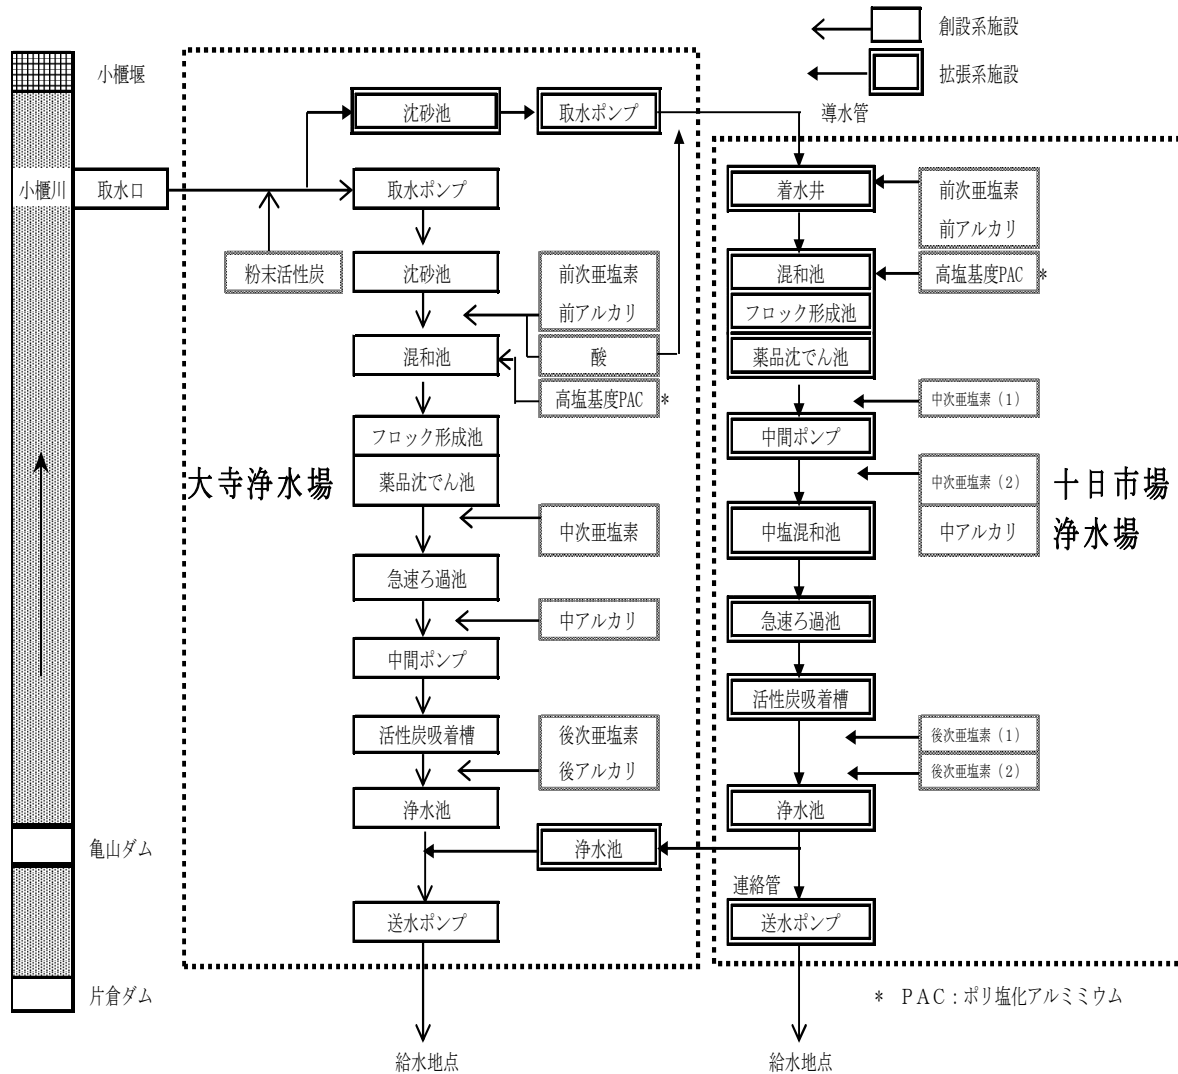 創設系施設
小櫃堰
拡張系施設
沈砂池
取水ポンプ
導水管
小櫃川
取水口
取水ポンプ
着水井
前次亜塩素
前アルカリ
粉末活性炭
沈砂池
前次亜塩素
前アルカリ
混和池
高塩基度PAC
*
フロック形成池
混和池
酸
薬品沈でん池
高塩基度PAC
*
中次亜塩素(1)
フロック形成池
中間ポンプ
大寺浄水場
薬品沈でん池
中次亜塩素(2)
十日市場
浄水場
中次亜塩素
中塩混和池
中アルカリ
急速ろ過池
中アルカリ
急速ろ過池
中間ポンプ
活性炭吸着槽
活性炭吸着槽
後次亜塩素
後アルカリ
後次亜塩素(1)
後次亜塩素(2)
浄水池
浄水池
亀山ダム
浄水池
連絡管
送水ポンプ
送水ポンプ
片倉ダム
* PAC:ポリ塩化アルミミウム
給水地点
給水地点